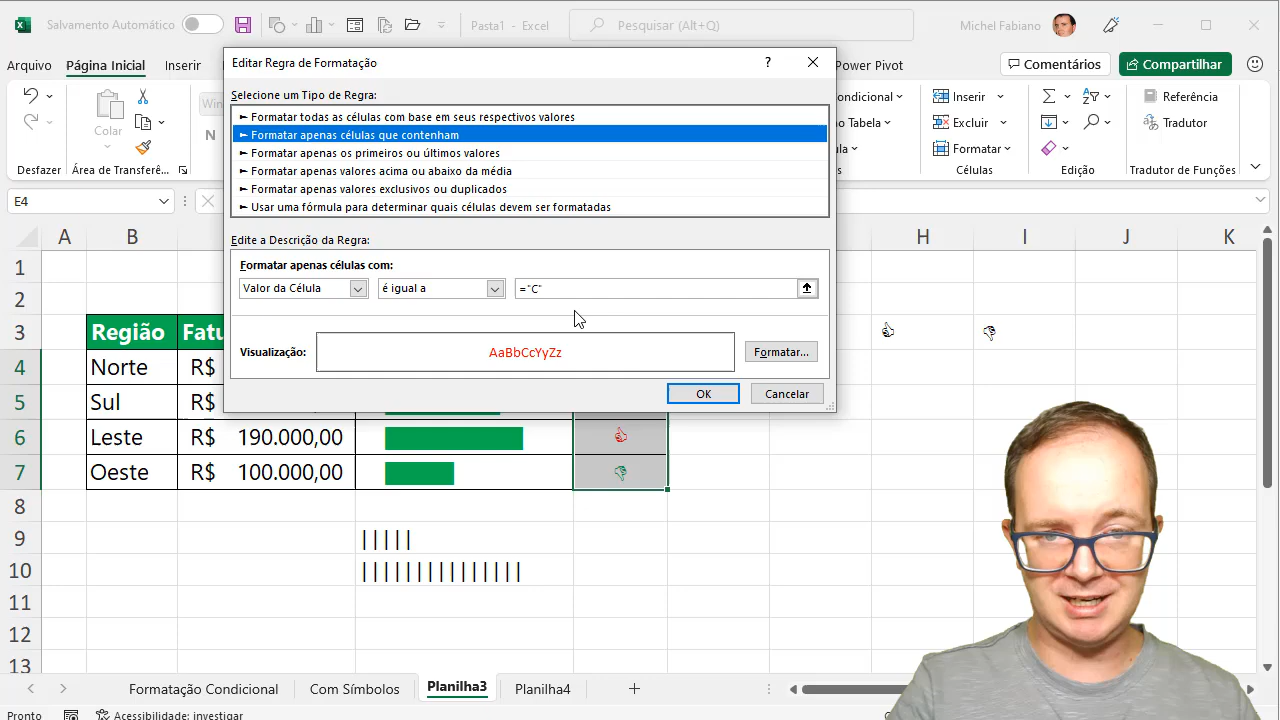 Salvamento Automático
Pasta1 - Excel
Pesquisar (Alt+Q)
Michel Fabiano
Arquivo
Página Inicial
Inserir
Power Pivot
Comentários
Compartilhar
Desfazer
Colar
Área de Transferê...
N
Inserir
Excluir
Formatar
Células
Edição
Referência
Tradutor
Tradutor de Funções
Editar Regra de Formatação
?
Selecione um Tipo de Regra:
► Formatar todas as células com base em seus respectivos valores
► Formatar apenas células que contenham
► Formatar apenas os primeiros ou últimos valores
► Formatar apenas valores acima ou abaixo da média
► Formatar apenas valores exclusivos ou duplicados
► Usar uma fórmula para determinar quais células devem ser formatadas
Edite a Descrição da Regra:
Formatar apenas células com:
Valor da Célula
é igual a
="C"
Visualização:
AaBbCcYyZz
Formatar...
OK
Cancelar
E4
A B H I J K
1
2
3 Região Fatu 👍 👎
4 Norte R$
5 Sul R$
6 Leste R$ 190.000,00 👍
7 Oeste R$ 100.000,00 👎
8
9 |||||
10 |||||||||||||||
11
12
13
Formatação Condicional
Com Símbolos
Planilha3
Planilha4
Pronto
Acessibilidade: investigar